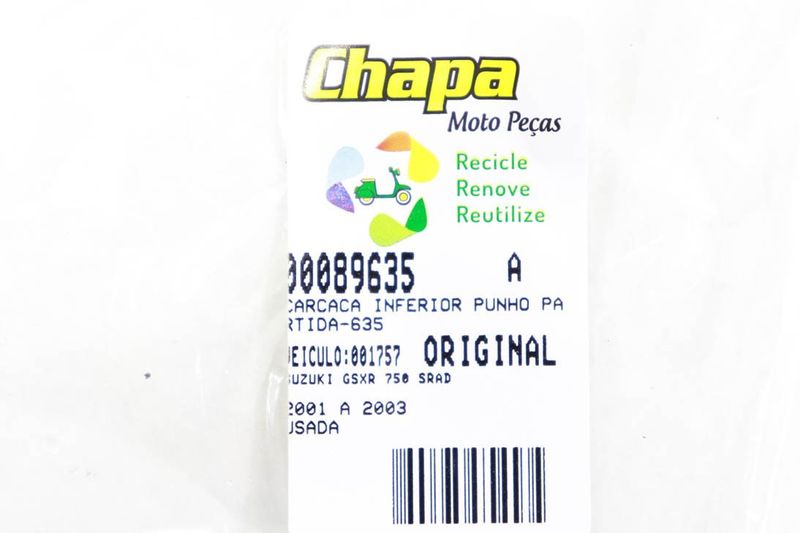 Chapa
Moto Peças
Recicle
Renove
Reutilize
00089635 A
CARCACA INFERIOR PUNHO PA
RTIDA-635
VEICULO:001757 ORIGINAL
SUZUKI GSXR 750 SRAD
2001 A 2003
USADA